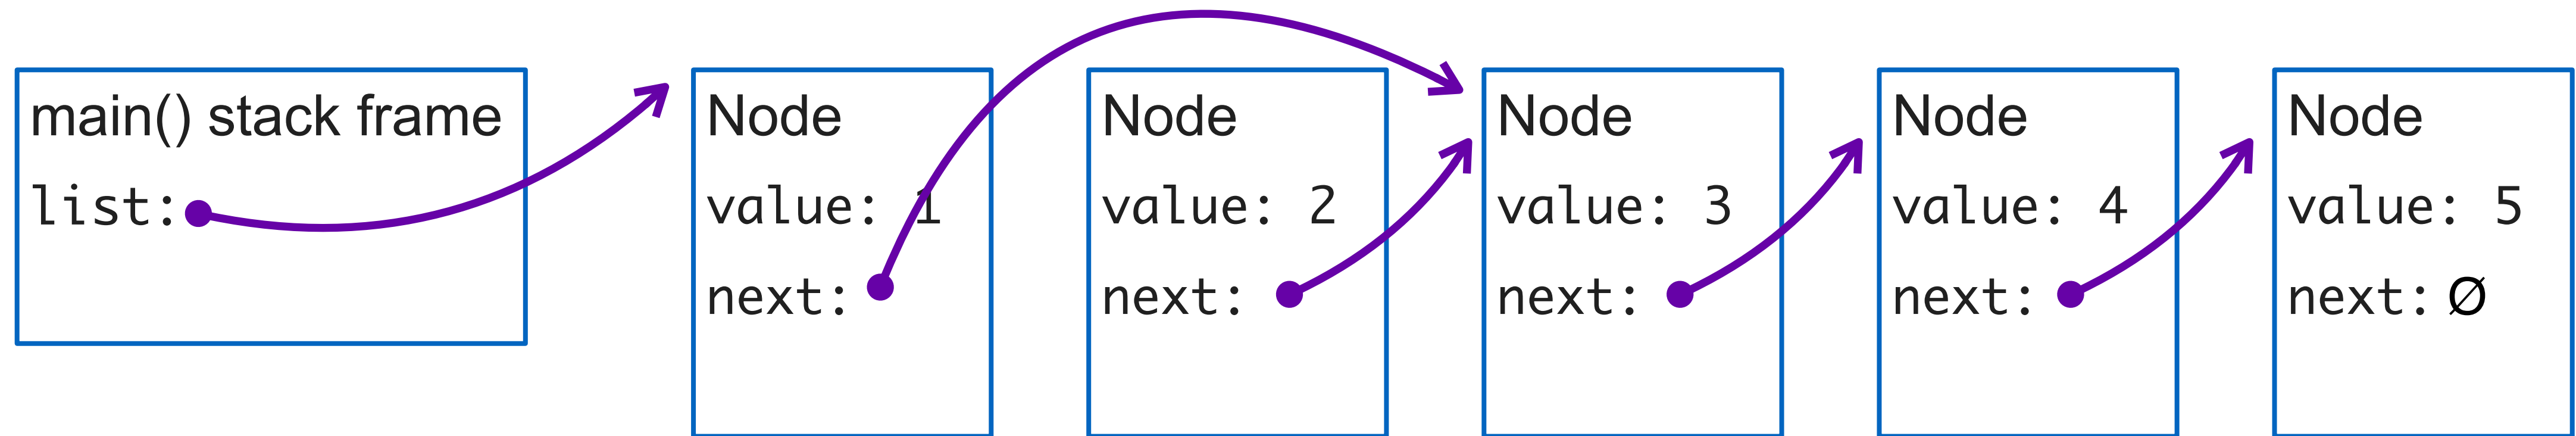 main() stack frame
list:
Node
value: 1
next:
Node
value: 2
next:
Node
value: 3
next:
Node
value: 4
next:
Node
value: 5
next: Ø